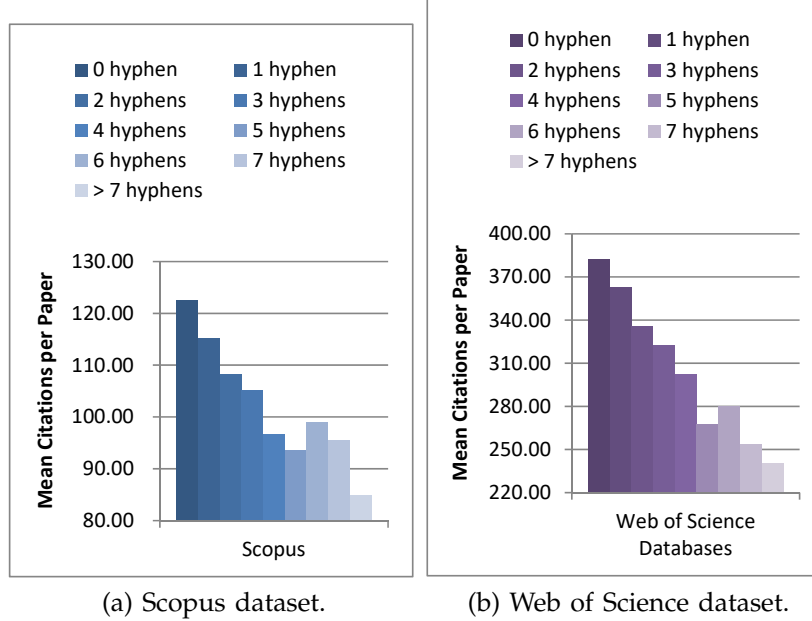 0 hyphen 1 hyphen
2 hyphens 3 hyphens
4 hyphens 5 hyphens
6 hyphens 7 hyphens
> 7 hyphens
Mean Citations per Paper
130.00
120.00
110.00
100.00
90.00
80.00
Scopus
(a) Scopus dataset.
0 hyphen 1 hyphen
2 hyphens 3 hyphens
4 hyphens 5 hyphens
6 hyphens 7 hyphens
> 7 hyphens
Mean Citations per Paper
400.00
370.00
340.00
310.00
280.00
250.00
220.00
Web of Science
Databases
(b) Web of Science dataset.